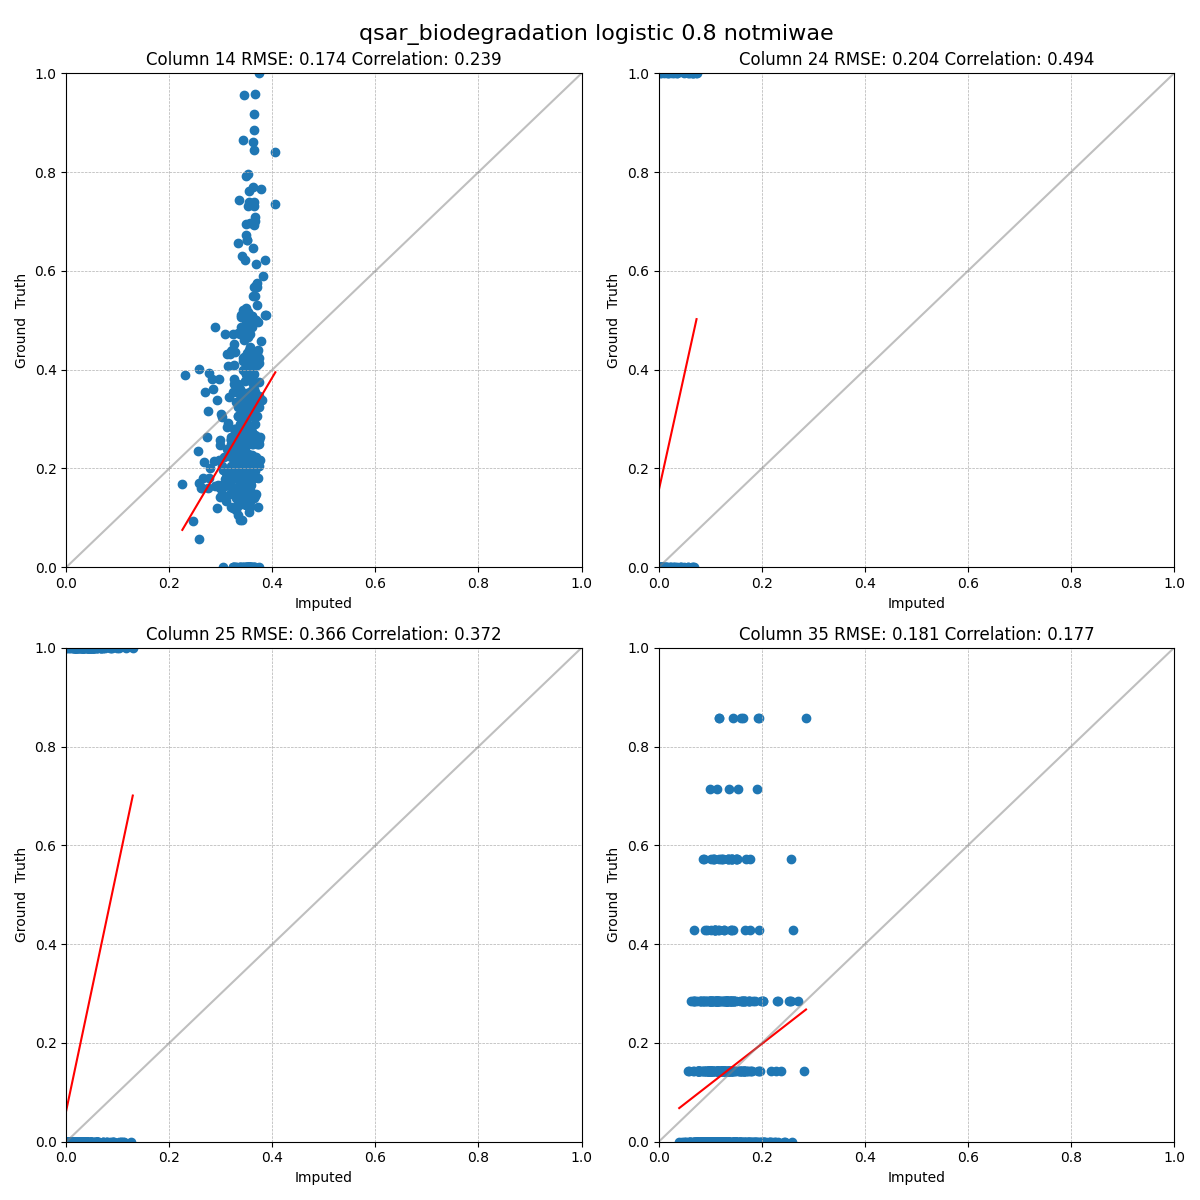 qsar_biodegradation logistic 0.8 notmiwae
Column 14 RMSE: 0.174 Correlation: 0.239
1.0
0.8
0.6
0.4
0.2
0.0
Ground Truth
0.0 0.2 0.4 0.6 0.8 1.0
Imputed
Column 24 RMSE: 0.204 Correlation: 0.494
1.0
0.8
0.6
0.4
0.2
0.0
Ground Truth
0.0 0.2 0.4 0.6 0.8 1.0
Imputed
Column 25 RMSE: 0.366 Correlation: 0.372
1.0
0.8
0.6
0.4
0.2
0.0
Ground Truth
0.0 0.2 0.4 0.6 0.8 1.0
Imputed
Column 35 RMSE: 0.181 Correlation: 0.177
1.0
0.8
0.6
0.4
0.2
0.0
Ground Truth
0.0 0.2 0.4 0.6 0.8 1.0
Imputed